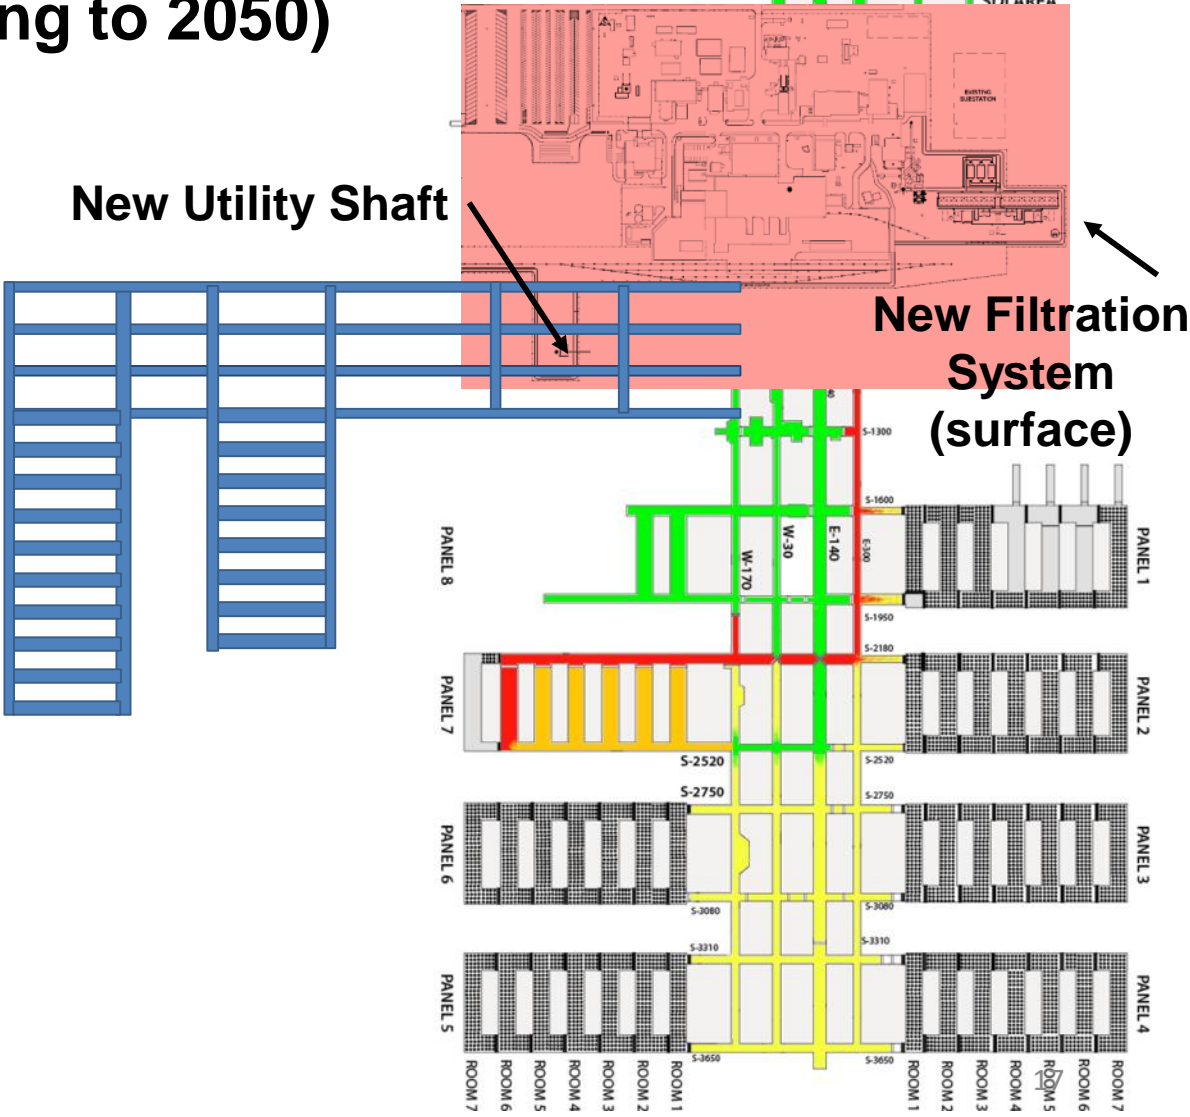 ng to 2050)
EXISTING
SUBSTATION
New Utility Shaft
New Filtration
System
(surface)
S-1300
S-1600
PANEL 8
W-170
W-30
E-140
E-300
PANEL 1
S-1950
S-2180
PANEL 7
PANEL 2
S-2520
S-2520
S-2750
S-2750
PANEL 6
PANEL 3
S-3080
S-3080
S-3310
S-3310
PANEL 5
PANEL 4
S-3650
S-3650
ROOM 7
ROOM 6
ROOM 5
ROOM 4
ROOM 3
ROOM 2
ROOM 1
ROOM 1
ROOM 2
ROOM 3
ROOM 4
ROOM 5
ROOM 6
ROOM 7
17